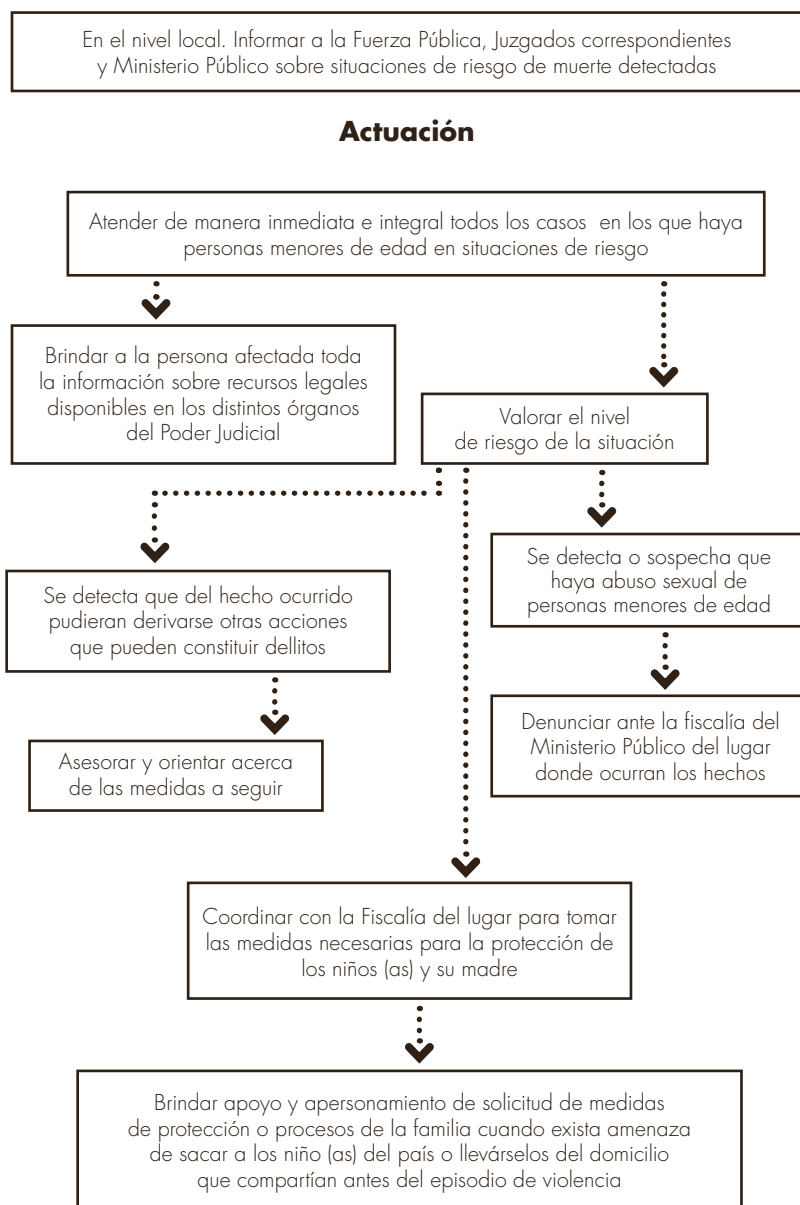 En el nivel local. Informar a la Fuerza Pública, Juzgados correspondientes
y Ministerio Público sobre situaciones de riesgo de muerte detectadas
Actuación
Atender de manera inmediata e integral todos los casos en los que haya
personas menores de edad en situaciones de riesgo
Brindar a la persona afectada toda
la información sobre recursos legales
disponibles en los distintos órganos
del Poder Judicial
Valorar el nivel
de riesgo de la situación
Se detecta que del hecho ocurrido
pudieran derivarse otras acciones
que pueden constituir dellitos
Se detecta o sospecha que
haya abuso sexual de
personas menores de edad
Asesorar y orientar acerca
de las medidas a seguir
Denunciar ante la fiscalía del
Ministerio Público del lugar
donde ocurran los hechos
Coordinar con la Fiscalía del lugar para tomar
las medidas necesarias para la protección de
los niños (as) y su madre
Brindar apoyo y apersonamiento de solicitud de medidas
de protección o procesos de la familia cuando exista amenaza
de sacar a los niño (as) del país o llevárselos del domicilio
que compartían antes del episodio de violencia